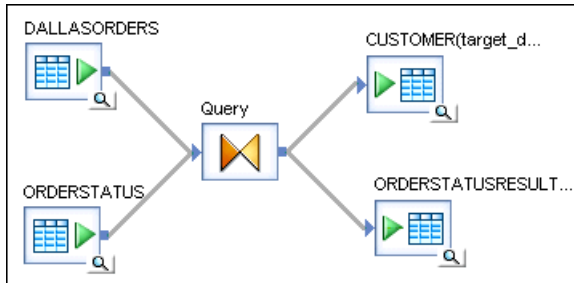 DALLASORDERS
CUSTOMER(target_d...
Query
ORDERSTATUS
ORDERSTATUSRESULT...